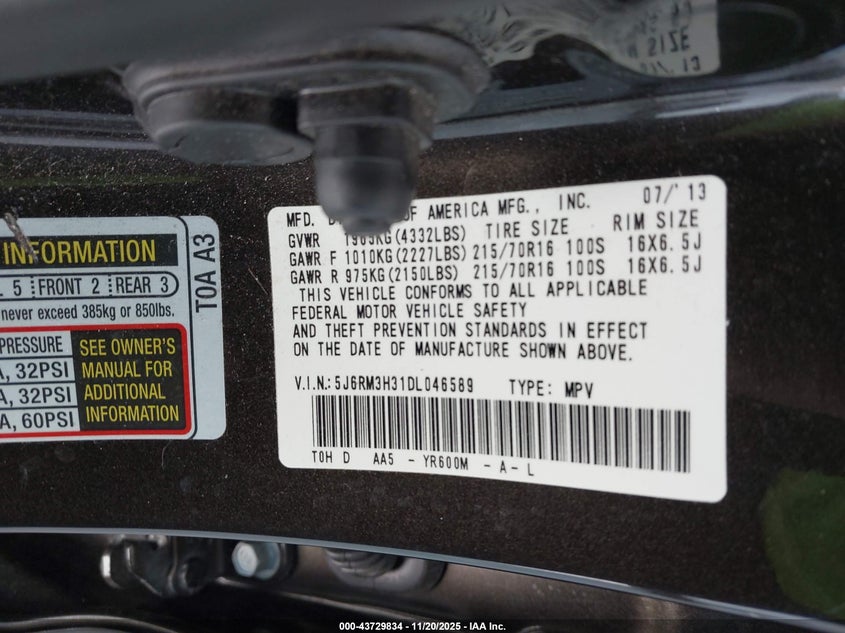 SIZE
13
INFORMATION
5 FRONT 2 REAR 3
never exceed 385kg or 850lbs.
PRESSURE
A, 32PSI
A, 32PSI
A, 60PSI
SEE OWNER'S
MANUAL FOR
ADDITIONAL
INFORMATION
T0A A3
MFD. OF AMERICA MFG., INC. 07/'13
GVWR (4332LBS) TIRE SIZE RIM SIZE
GAWR F 1010KG(2227LBS) 215/70R16 100S 16X6.5J
GAWR R 975KG(2150LBS) 215/70R16 100S 16X6.5J
THIS VEHICLE CONFORMS TO ALL APPLICABLE
FEDERAL MOTOR VEHICLE SAFETY
AND THEFT PREVENTION STANDARDS IN EFFECT
ON THE DATE OF MANUFACTURE SHOWN ABOVE.
V.I.N.:5J6RM3H31DL046589 TYPE: MPV
T0H D AA5 - YR600M - A - L
000-43729834 - 11/20/2025 - IAA Inc.